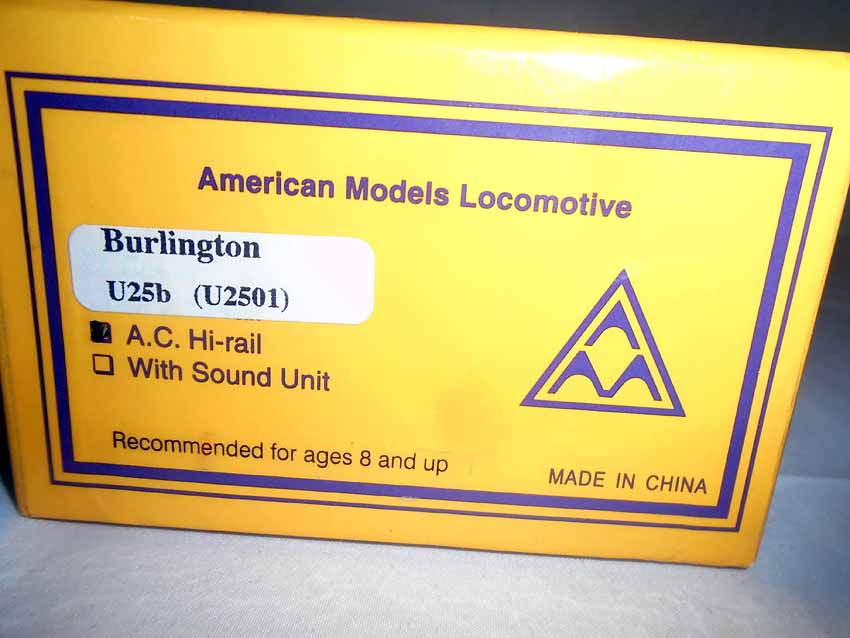 American Models Locomotive
Burlington
U25b (U2501)
A.C. Hi-rail
With Sound Unit
Recommended for ages 8 and up
MADE IN CHINA